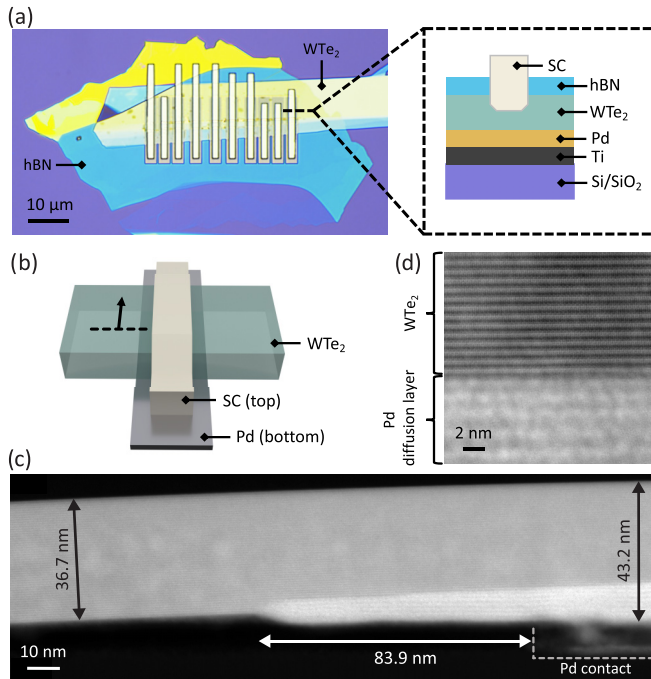 (a)
WTe₂
hBN
10 µm
SC
hBN
WTe₂
Pd
Ti
Si/SiO₂
(b)
WTe₂
SC (top)
Pd (bottom)
(d)
WTe₂
Pd
diffusion layer
2 nm
(c)
36.7 nm
43.2 nm
10 nm
83.9 nm
Pd contact